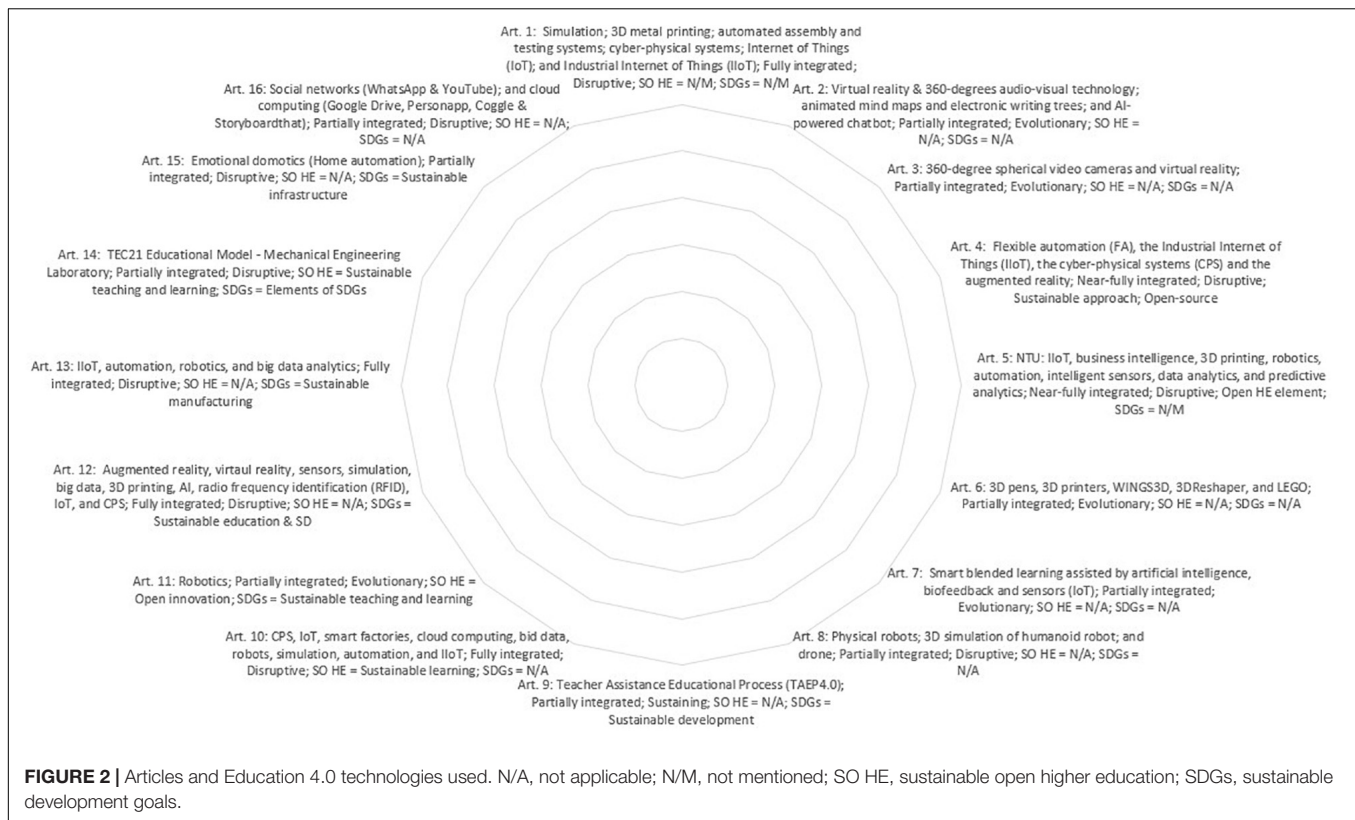 Art. 1: Simulation; 3D metal printing; automated assembly and
testing systems; cyber-physical systems; Internet of Things
(IoT); and Industrial Internet of Things (IIoT); Fully integrated;
Disruptive; SO HE = N/M; SDGs = N/M
Art. 2: Virtual reality & 360-degrees audio-visual technology;
animated mind maps and electronic writing trees; and AI-
powered chatbot; Partially integrated; Evolutionary; SO HE =
N/A; SDGs = N/A
Art. 3: 360-degree spherical video cameras and virtual reality;
Partially integrated; Evolutionary; SO HE = N/A; SDGs = N/A
Art. 4: Flexible automation (FA), the Industrial Internet of
Things (IIoT), the cyber-physical systems (CPS) and the
augmented reality; Near-fully integrated; Disruptive;
Sustainable approach; Open-source
Art. 5: NTU: IIoT, business intelligence, 3D printing, robotics,
automation, intelligent sensors, data analytics, and predictive
analytics; Near-fully integrated; Disruptive; Open HE element;
SDGs = N/M
Art. 6: 3D pens, 3D printers, WINGS3D, 3DReshaper, and LEGO;
Partially integrated; Evolutionary; SO HE = N/A; SDGs = N/A
Art. 7: Smart blended learning assisted by artificial intelligence,
biofeedback and sensors (IoT); Partially integrated;
Evolutionary; SO HE = N/A; SDGs = N/A
Art. 8: Physical robots; 3D simulation of humanoid robot; and
drone; Partially integrated; Disruptive; SO HE = N/A; SDGs =
N/A
Art. 9: Teacher Assistance Educational Process (TAEP4.0);
Partially integrated; Sustaining; SO HE = N/A; SDGs =
Sustainable development
Art. 10: CPS, IoT, smart factories, cloud computing, bid data,
robots, simulation, automation, and IIoT; Fully integrated;
Disruptive; SO HE = Sustainable learning; SDGs = N/A
Art. 11: Robotics; Partially integrated; Evolutionary; SO HE =
Open innovation; SDGs = Sustainable teaching and learning
Art. 12: Augmented reality, virtaul reality, sensors, simulation,
big data, 3D printing, AI, radio frequency identification (RFID),
IoT, and CPS; Fully integrated; Disruptive; SO HE = N/A; SDGs =
Sustainable education & SD
Art. 13: IIoT, automation, robotics, and big data analytics; Fully
integrated; Disruptive; SO HE = N/A; SDGs = Sustainable
manufacturing
Art. 14: TEC21 Educational Model - Mechanical Engineering
Laboratory; Partially integrated; Disruptive; SO HE = Sustainable
teaching and learning; SDGs = Elements of SDGs
Art. 15: Emotional domotics (Home automation); Partially
integrated; Disruptive; SO HE = N/A; SDGs = Sustainable
infrastructure
Art. 16: Social networks (WhatsApp & YouTube); and cloud
computing (Google Drive, Personapp, Coggle &
Storyboardthat); Partially integrated; Disruptive; SO HE = N/A;
SDGs = N/A
FIGURE 2 | Articles and Education 4.0 technologies used. N/A, not applicable; N/M, not mentioned; SO HE, sustainable open higher education; SDGs, sustainable
development goals.